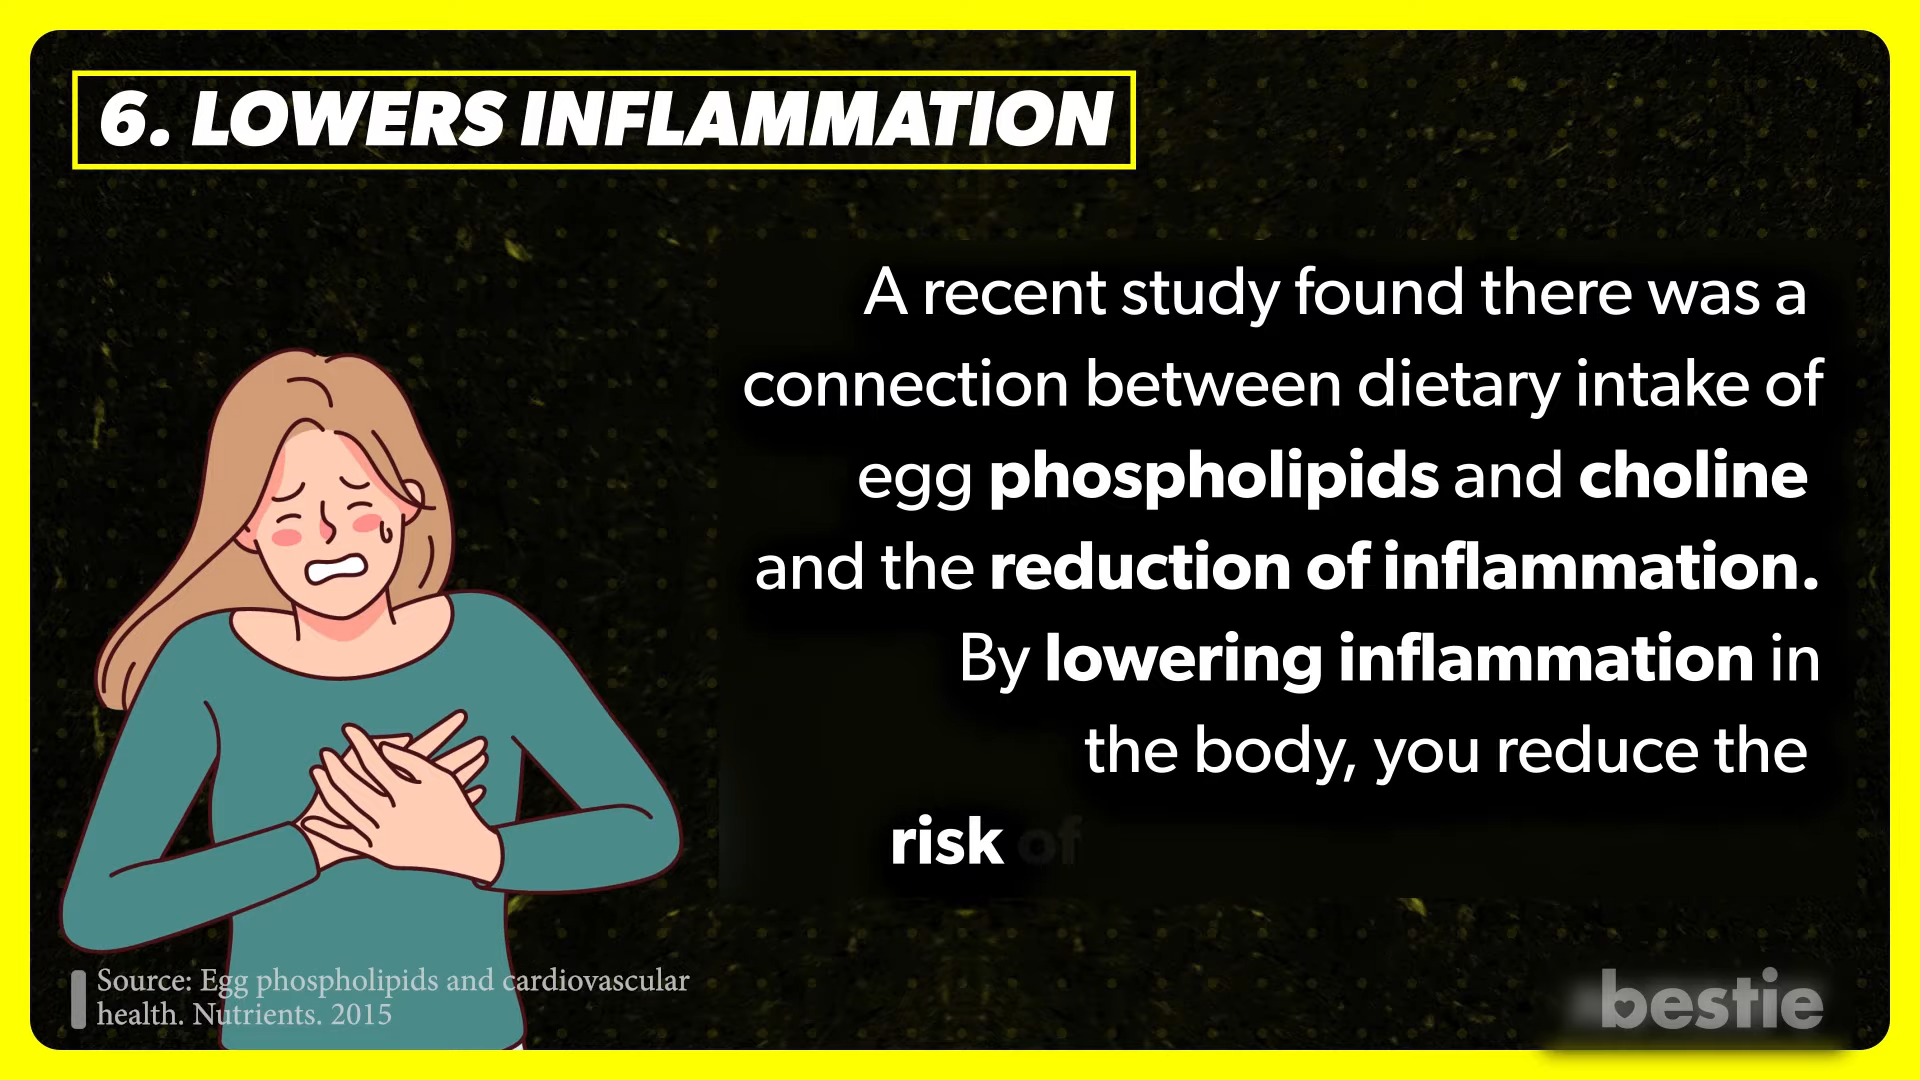 6. LOWERS INFLAMMATION
A recent study found there was a
connection between dietary intake of
egg phospholipids and choline
and the reduction of inflammation.
By lowering inflammation in
the body, you reduce the
risk of
Source: Egg phospholipids and cardiovascular
health. Nutrients. 2015
bestie